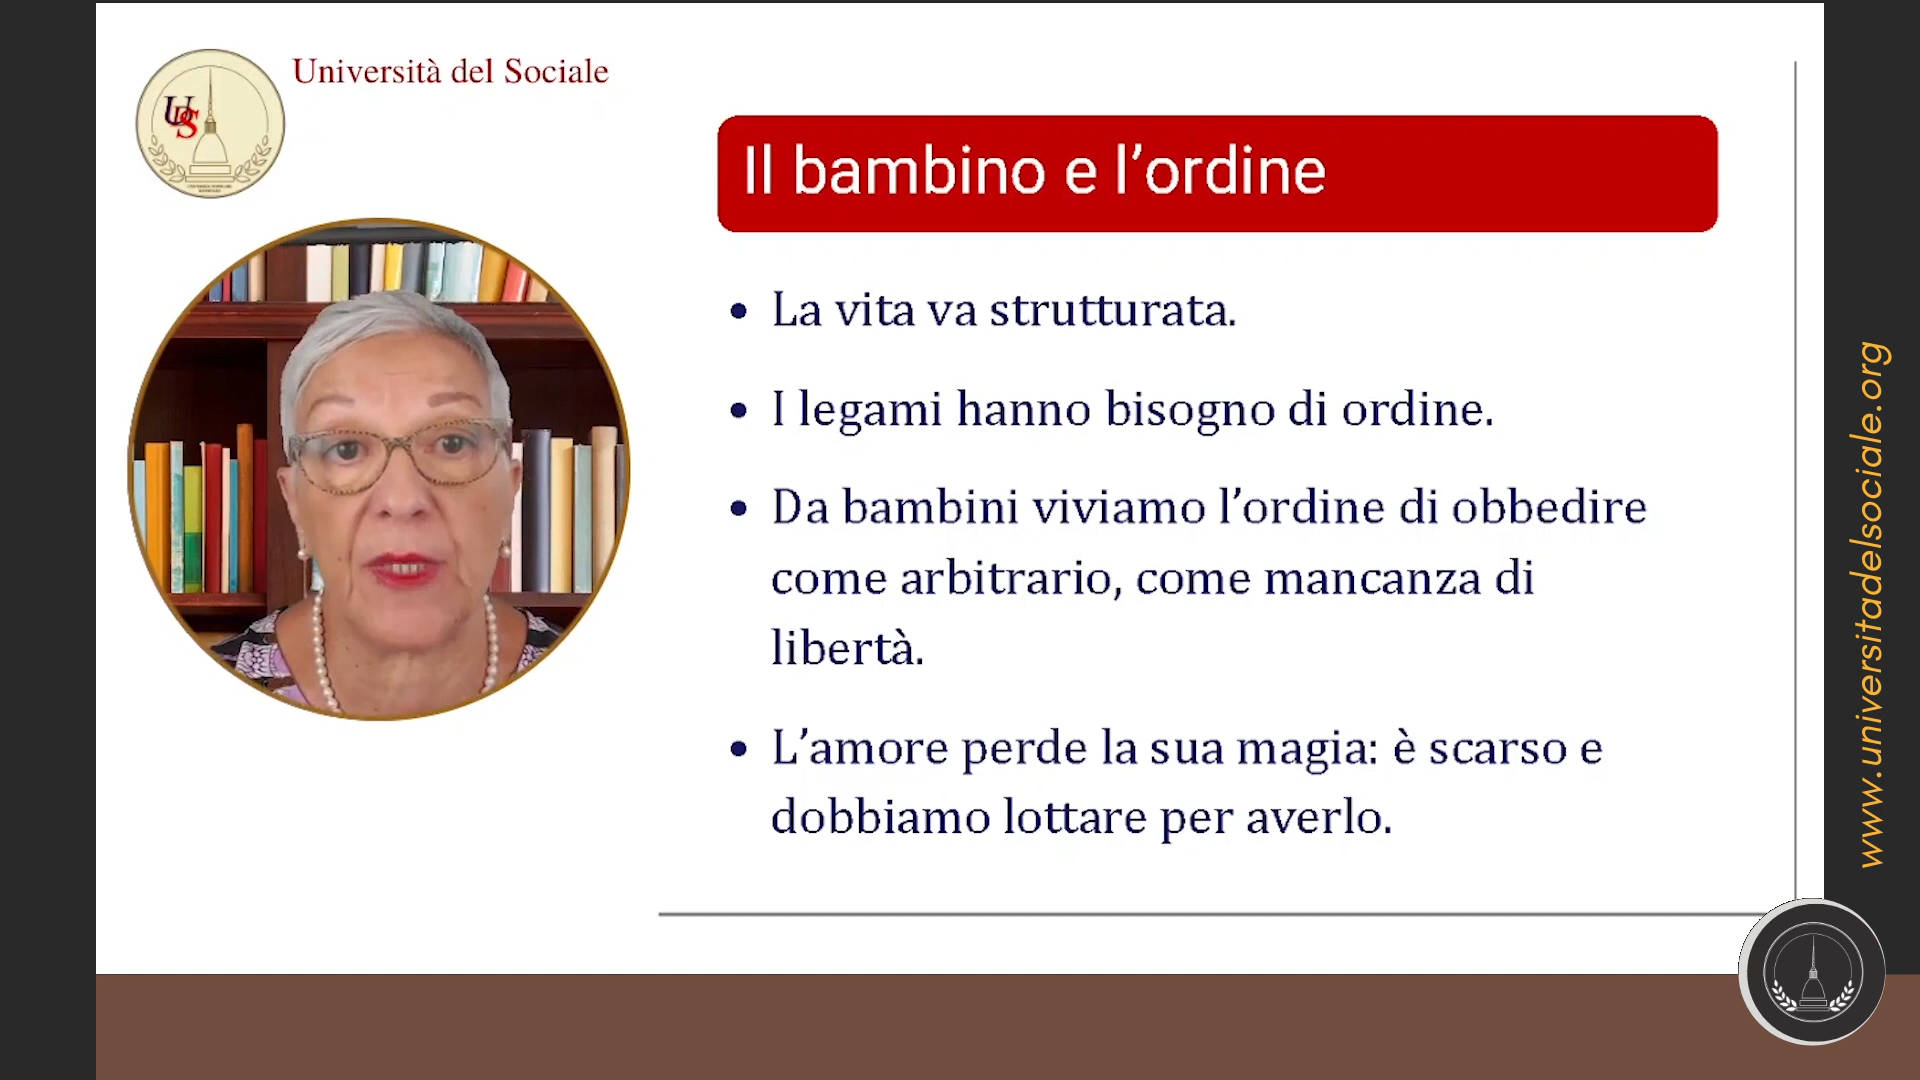 Università del Sociale
UDS
Il bambino e l’ordine
• La vita va strutturata.
• I legami hanno bisogno di ordine.
• Da bambini viviamo l’ordine di obbedire
come arbitrario, come mancanza di
libertà.
• L’amore perde la sua magia: è scarso e
dobbiamo lottare per averlo.
www.universitadelsociale.org